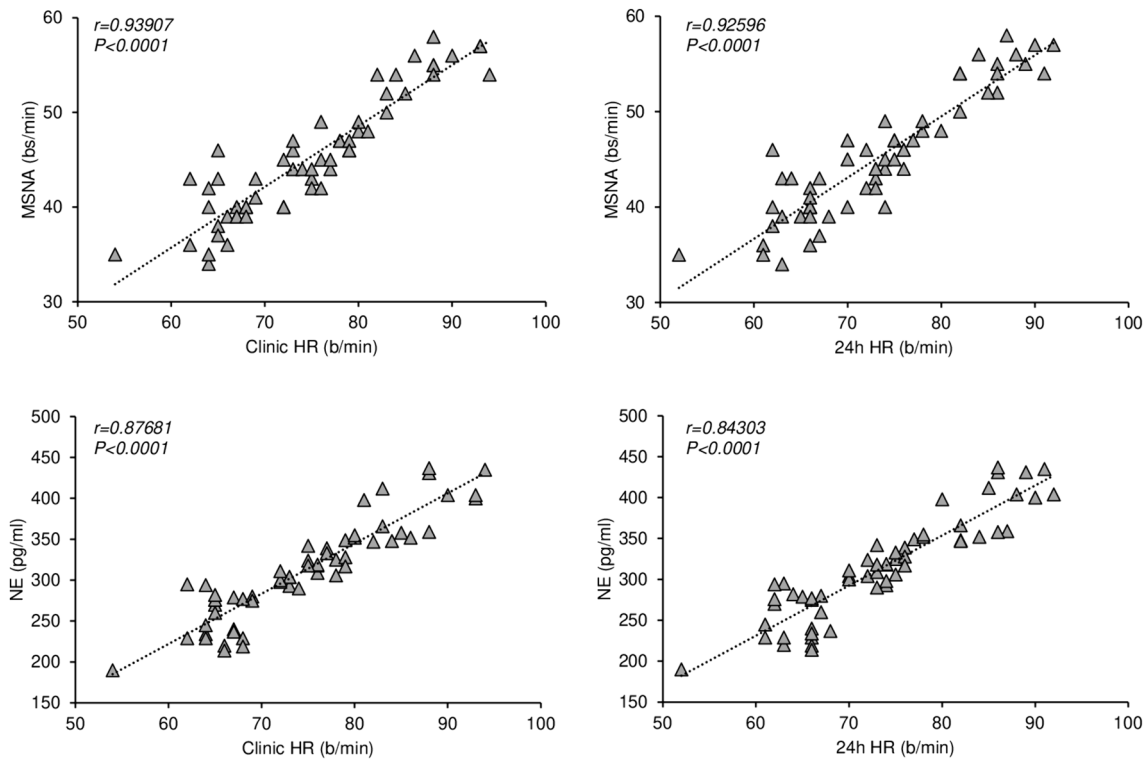 r=0.93907
P<0.0001
60
50
40
30
MSNA (bs/min)
50 60 70 80 90 100
Clinic HR (b/min)
r=0.92596
P<0.0001
60
50
40
30
MSNA (bs/min)
50 60 70 80 90 100
24h HR (b/min)
r=0.87681
P<0.0001
500
450
400
350
300
250
200
150
NE (pg/ml)
50 60 70 80 90 100
Clinic HR (b/min)
r=0.84303
P<0.0001
500
450
400
350
300
250
200
150
NE (pg/ml)
50 60 70 80 90 100
24h HR (b/min)